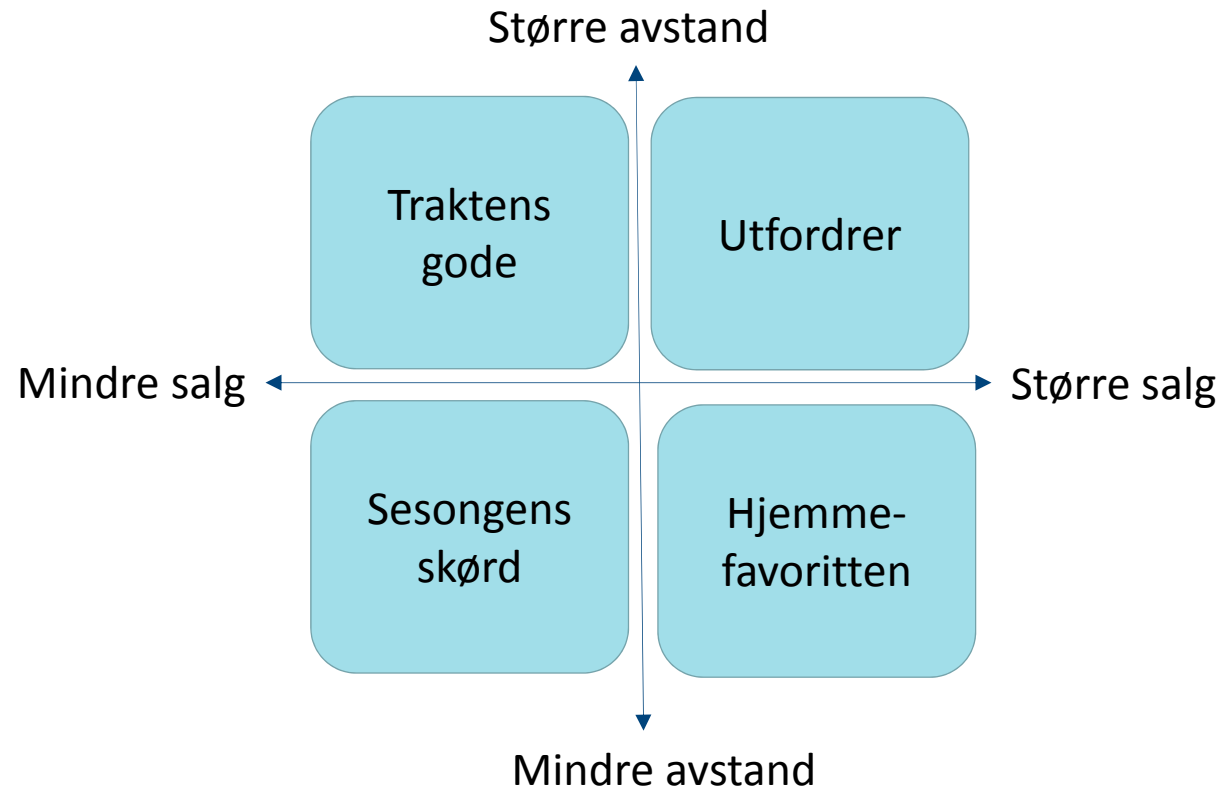 Større avstand
Traktens
gode
Utfordrer
Mindre salg
Større salg
Sesongens
skørd
Hjemme-
favoritten
Mindre avstand